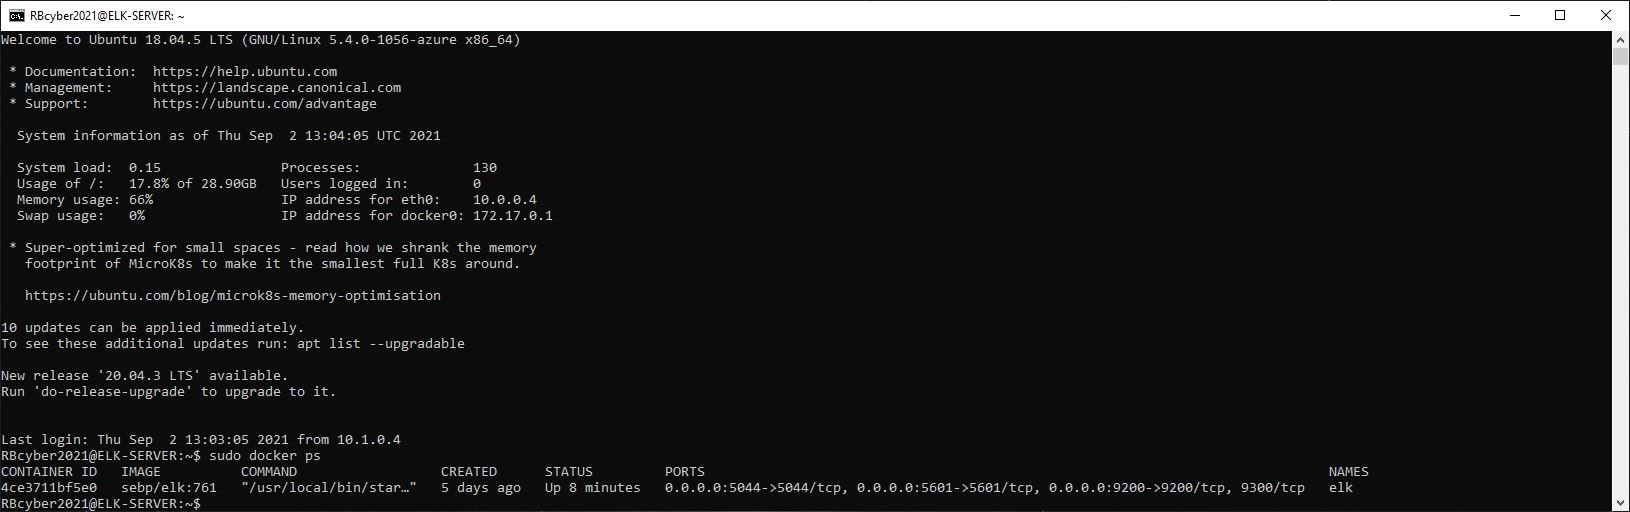 RBcyber2021@ELK-SERVER: ~
Welcome to Ubuntu 18.04.5 LTS (GNU/Linux 5.4.0-1056-azure x86_64)
* Documentation:  https://help.ubuntu.com
* Management:     https://landscape.canonical.com
* Support:        https://ubuntu.com/advantage
System information as of Thu Sep  2 13:04:05 UTC 2021
System load:  0.15               Processes:              130
Usage of /:   17.8% of 28.90GB   Users logged in:        0
Memory usage: 66%                IP address for eth0:    10.0.0.4
Swap usage:   0%                 IP address for docker0: 172.17.0.1
* Super-optimized for small spaces - read how we shrank the memory
footprint of MicroK8s to make it the smallest full K8s around.
https://ubuntu.com/blog/microk8s-memory-optimisation
10 updates can be applied immediately.
To see these additional updates run: apt list --upgradable
New release '20.04.3 LTS' available.
Run 'do-release-upgrade' to upgrade to it.
Last login: Thu Sep  2 13:03:05 2021 from 10.1.0.4
RBcyber2021@ELK-SERVER:~$ sudo docker ps
CONTAINER ID   IMAGE          COMMAND                  CREATED      STATUS         PORTS                                                                              NAMES
4ce3711bf5e0   sebp/elk:761   "/usr/local/bin/star…"   5 days ago   Up 8 minutes   0.0.0.0:5044->5044/tcp, 0.0.0.0:5601->5601/tcp, 0.0.0.0:9200->9200/tcp, 9300/tcp   elk
RBcyber2021@ELK-SERVER:~$